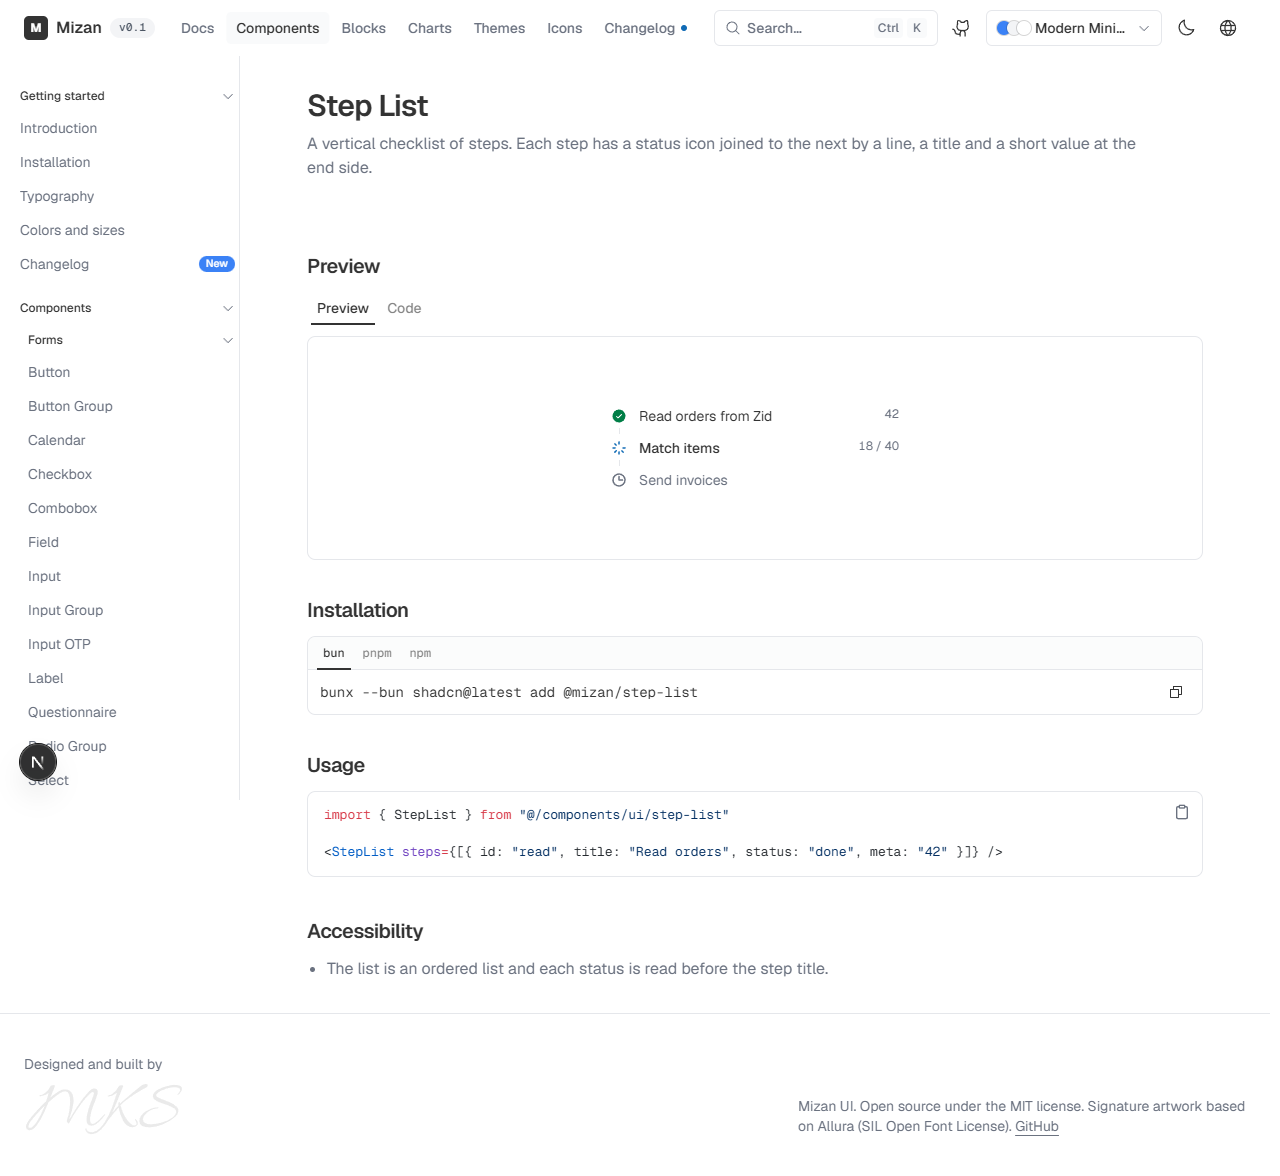 M Mizan v0.1 Docs Components Blocks Charts Themes Icons Changelog Search... Ctrl K Modern Mini...
Getting started
Introduction
Installation
Typography
Colors and sizes
Changelog New
Components
Forms
Button
Button Group
Calendar
Checkbox
Combobox
Field
Input
Input Group
Input OTP
Label
Questionnaire
Group
N
Step List
A vertical checklist of steps. Each step has a status icon joined to the next by a line, a title and a short value at the
end side.
Preview
Preview Code
Read orders from Zid 42
Match items 18 / 40
Send invoices
Installation
bun pnpm npm
bunx --bun shadcn@latest add @mizan/step-list
Usage
import { StepList } from "@/components/ui/step-list"
<StepList steps={[{ id: "read", title: "Read orders", status: "done", meta: "42" }]} />
Accessibility
• The list is an ordered list and each status is read before the step title.
Designed and built by
MKS
Mizan UI. Open source under the MIT license. Signature artwork based
on Allura (SIL Open Font License). GitHub